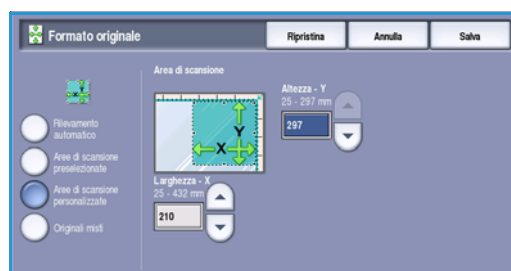 Formato originale
Ripristina
Annulla
Salva
Rilevamento
automatico
Aree di scansione
preselezionate
Aree di scansione
personalizzate
Originali misti
Area di scansione
Y
X
Altezza - Y
25 - 297 mm
297
Larghezza - X
25 - 432 mm
210